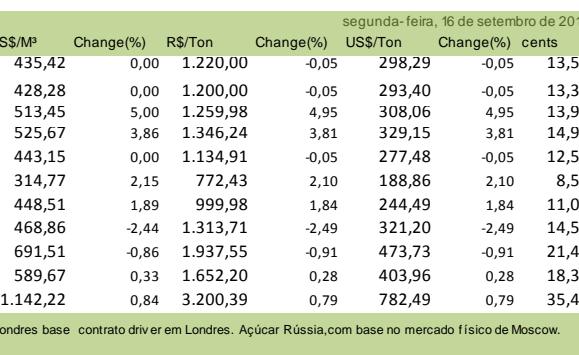 segunda-feira, 16 de setembro de 201
S$/M³ Change(%) R$/Ton Change(%) US$/Ton Change(%) cents
435,42 0,00 1.220,00 -0,05 298,29 -0,05 13,5
428,28 0,00 1.200,00 -0,05 293,40 -0,05 13,3
513,45 5,00 1.259,98 4,95 308,06 4,95 13,9
525,67 3,86 1.346,24 3,81 329,15 3,81 14,9
443,15 0,00 1.134,91 -0,05 277,48 -0,05 12,5
314,77 2,15 772,43 2,10 188,86 2,10 8,5
448,51 1,89 999,98 1,84 244,49 1,84 11,0
468,86 -2,44 1.313,71 -2,49 321,20 -2,49 14,5
691,51 -0,86 1.937,55 -0,91 473,73 -0,91 21,4
589,67 0,33 1.652,20 0,28 403,96 0,28 18,3
1.142,22 0,84 3.200,39 0,79 782,49 0,79 35,4
ondres base contrato driver em Londres. Açúcar Rússia,com base no mercado físico de Moscow.